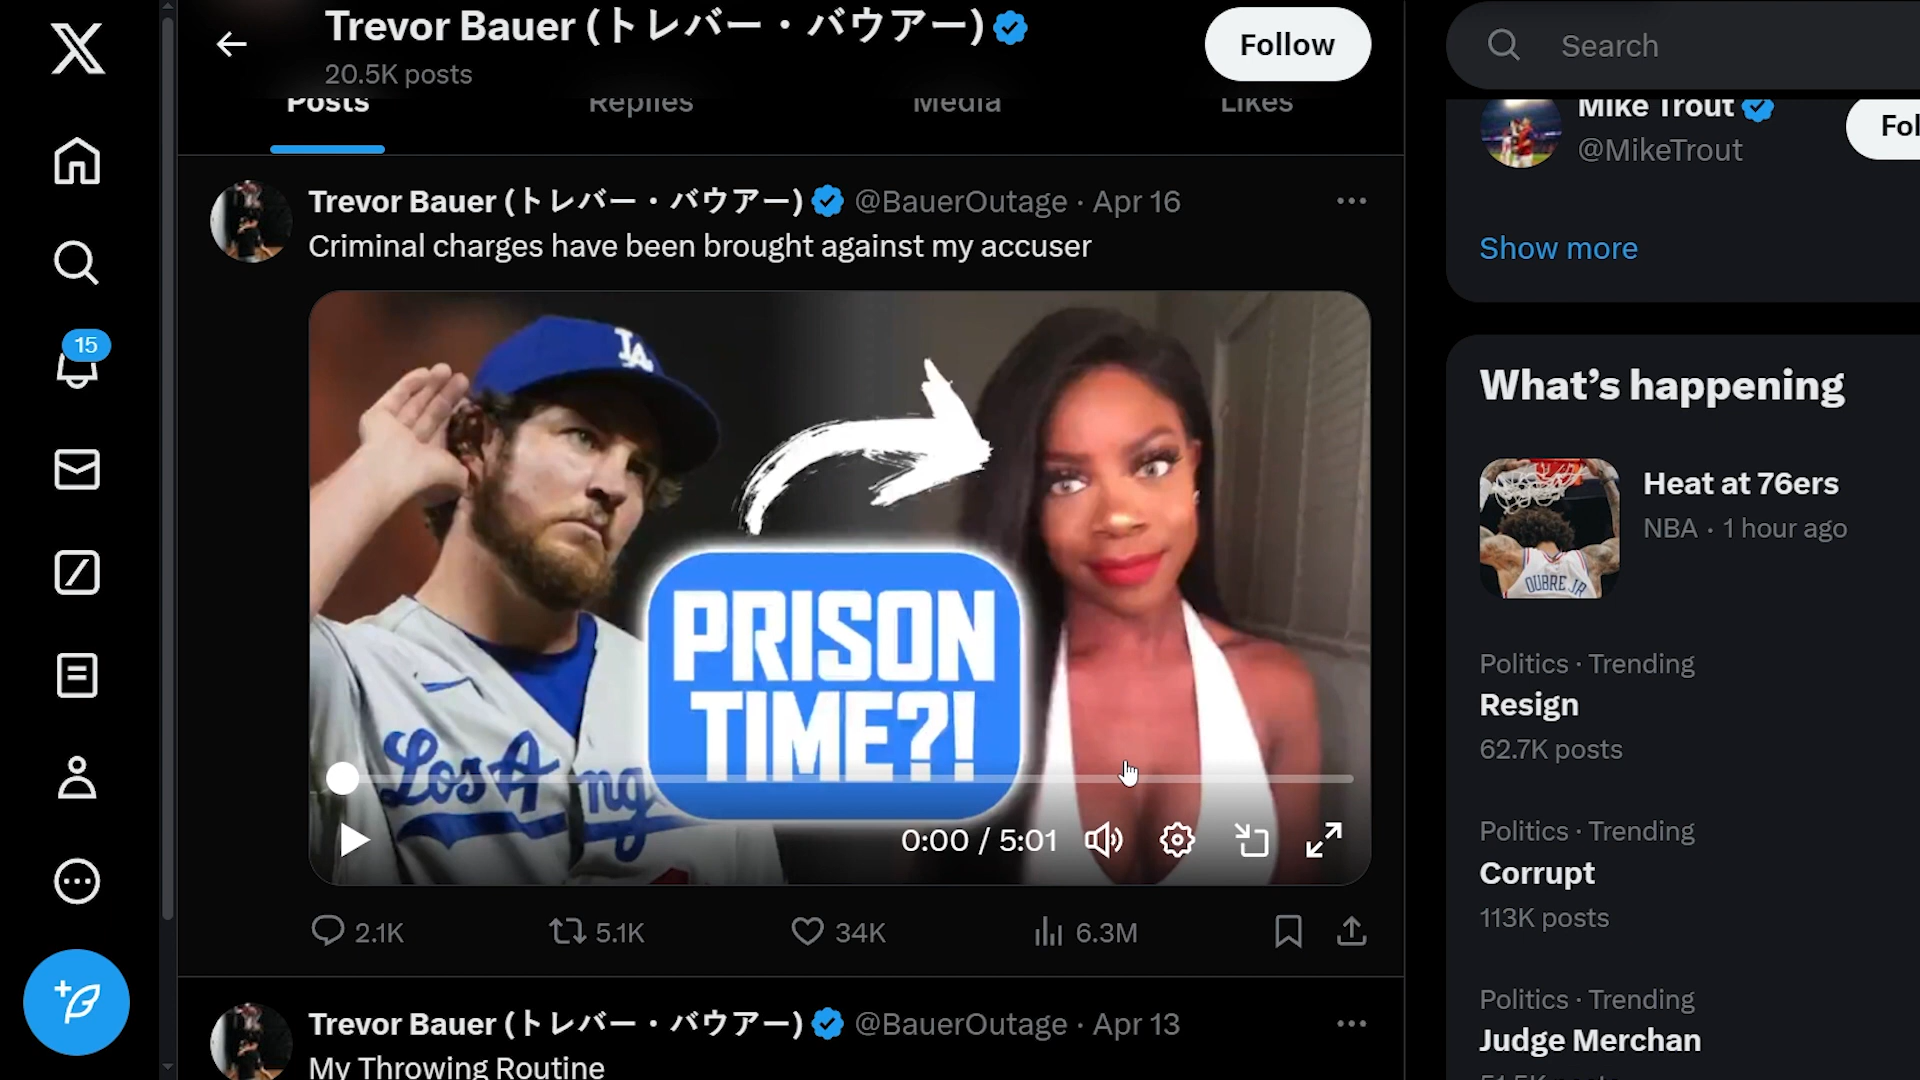 Trevor Bauer (トレバー・バウアー)
20.5K posts
Follow
Posts
Replies
Media
Likes
Trevor Bauer (トレバー・バウアー) @BauerOutage · Apr 16
Criminal charges have been brought against my accuser
LA
Los Ang
PRISON
TIME?!
0:00 / 5:01
2.1K
5.1K
34K
6.3M
Trevor Bauer (トレバー・バウアー) @BauerOutage · Apr 13
My Throwing Routine
15
Search
Mike Trout
@MikeTrout
Fol
Show more
What's happening
OUBRE JR
Heat at 76ers
NBA · 1 hour ago
Politics · Trending
Resign
62.7K posts
Politics · Trending
Corrupt
113K posts
Politics · Trending
Judge Merchan